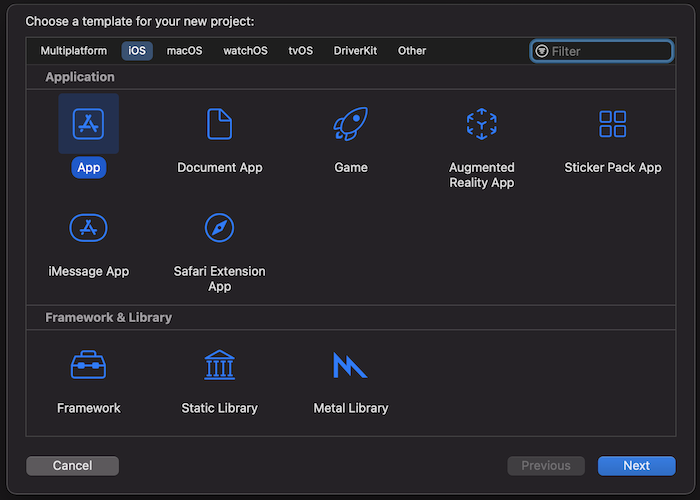 Choose a template for your new project:
Multiplatform iOS macOS watchOS tvOS DriverKit Other Filter
Application
App Document App Game Augmented Reality App Sticker Pack App
iMessage App Safari Extension App
Framework & Library
Framework Static Library Metal Library
Cancel Previous Next